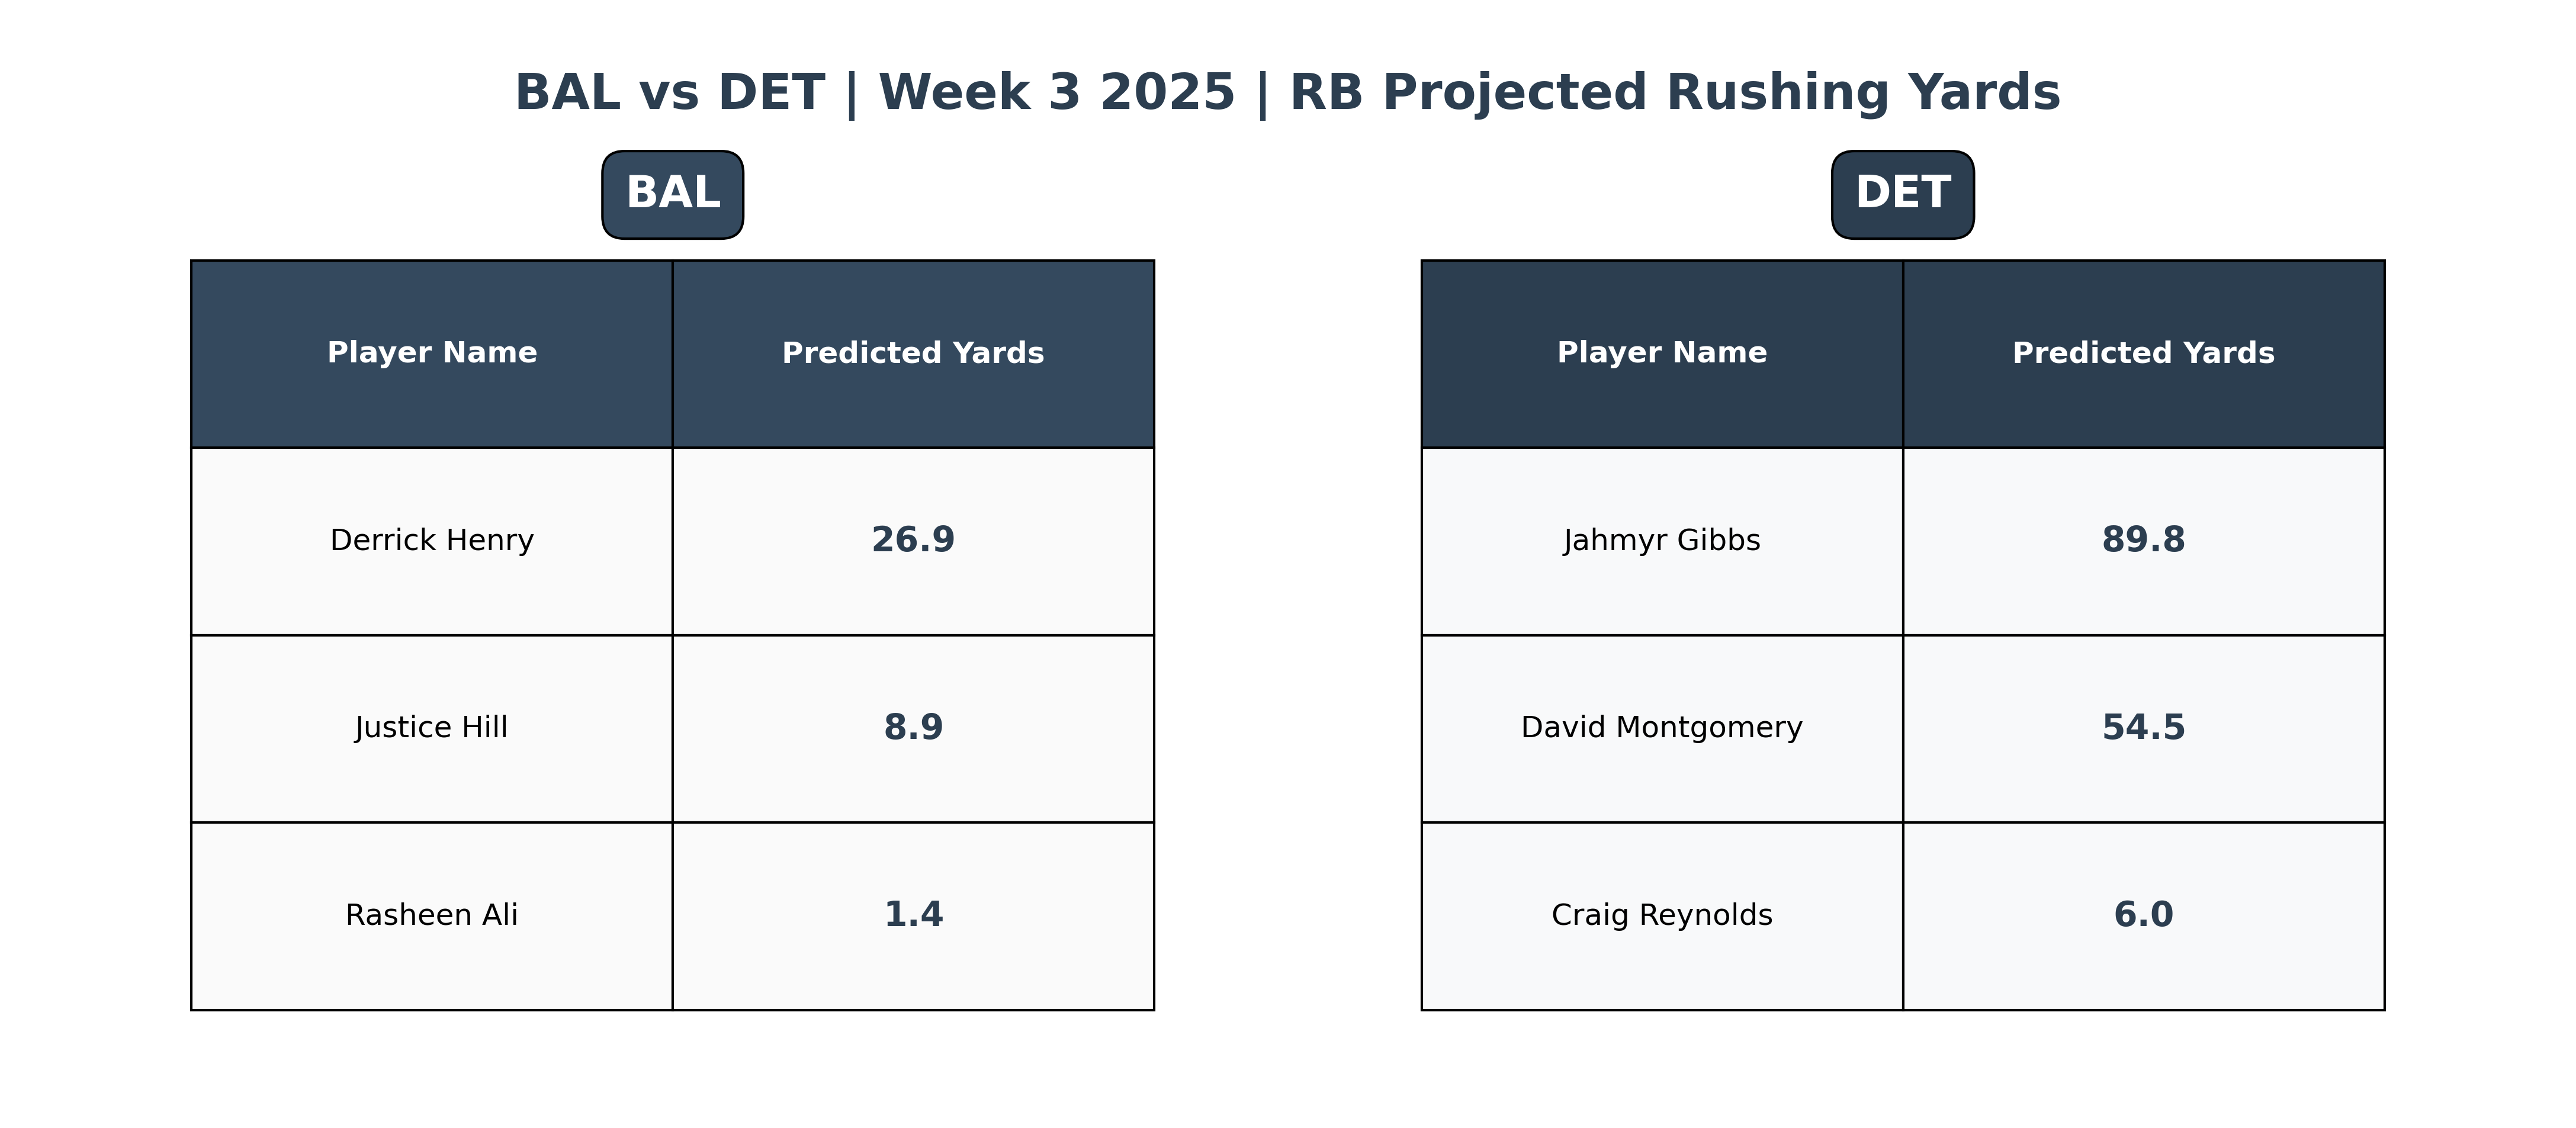 BAL vs DET | Week 3 2025 | RB Projected Rushing Yards
BAL
Player Name Predicted Yards
Derrick Henry 26.9
Justice Hill 8.9
Rasheen Ali 1.4
DET
Player Name Predicted Yards
Jahmyr Gibbs 89.8
David Montgomery 54.5
Craig Reynolds 6.0